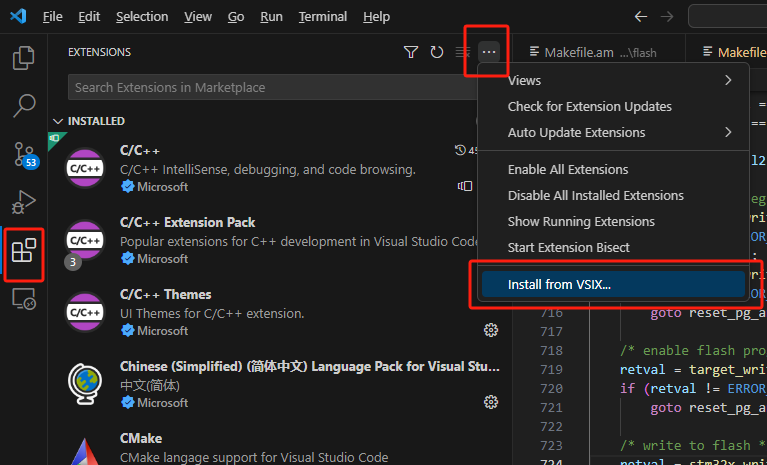 File Edit Selection View Go Run Terminal Help
EXTENSIONS
Makefile.am ...\flash
Makefile
Search Extensions in Marketplace
Views
Check for Extension Updates
Auto Update Extensions
Enable All Extensions
Disable All Installed Extensions
Show Running Extensions
Start Extension Bisect
Install from VSIX...
INSTALLED
C/C++
C/C++
C/C++ IntelliSense, debugging, and code browsing.
Microsoft
53
C/C++
C/C++ Extension Pack
Popular extensions for C++ development in Visual Studio Code
Microsoft
3
C/C++
C/C++ Themes
UI Themes for C/C++ extension.
Microsoft
Chinese (Simplified) (简体中文) Language Pack for Visual Stu...
中文(简体)
Microsoft
CMake
CMake langage support for Visual Studio Code
716 goto reset_pg_a
717
718 /* enable flash pro
719 retval = target_writ
720 if (retval != ERROR_
721 goto reset_pg_a
722
723 /* write to flash *
724 retval = stm32x_writ